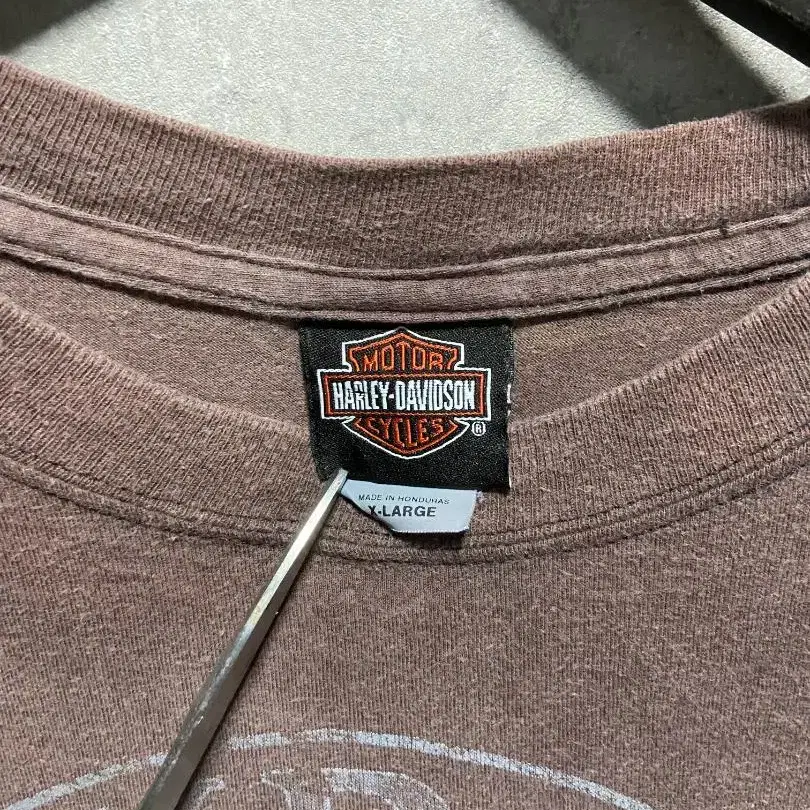 MOTOR
HARLEY-DAVIDSON
CYCLES
®
MADE IN HONDURAS
X-LARGE